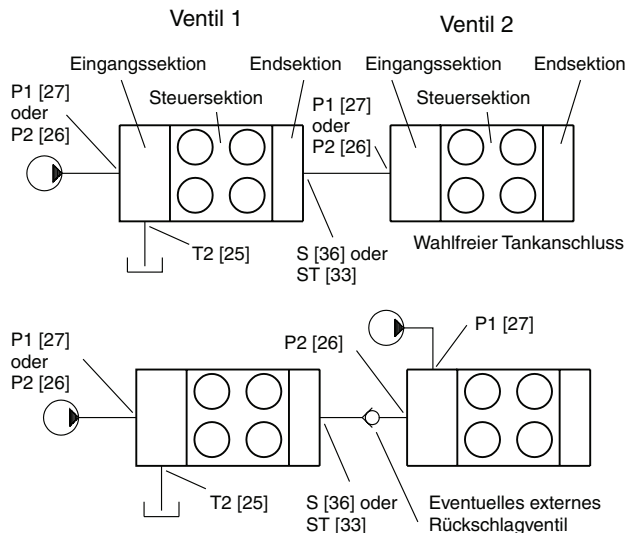 Ventil 1
Ventil 2
Eingangssektion
Endsektion
Eingangssektion
Endsektion
P1 [27]
oder
P2 [26]
Steuersektion
P1 [27]
oder
P2 [26]
Steuersektion
T2 [25]
S [36] oder
ST [33]
Wahlfreier Tankanschluss
P1 [27]
oder
P2 [26]
P2 [26]
P1 [27]
T2 [25]
S [36] oder
ST [33]
Eventuelles externes
Rückschlagventil